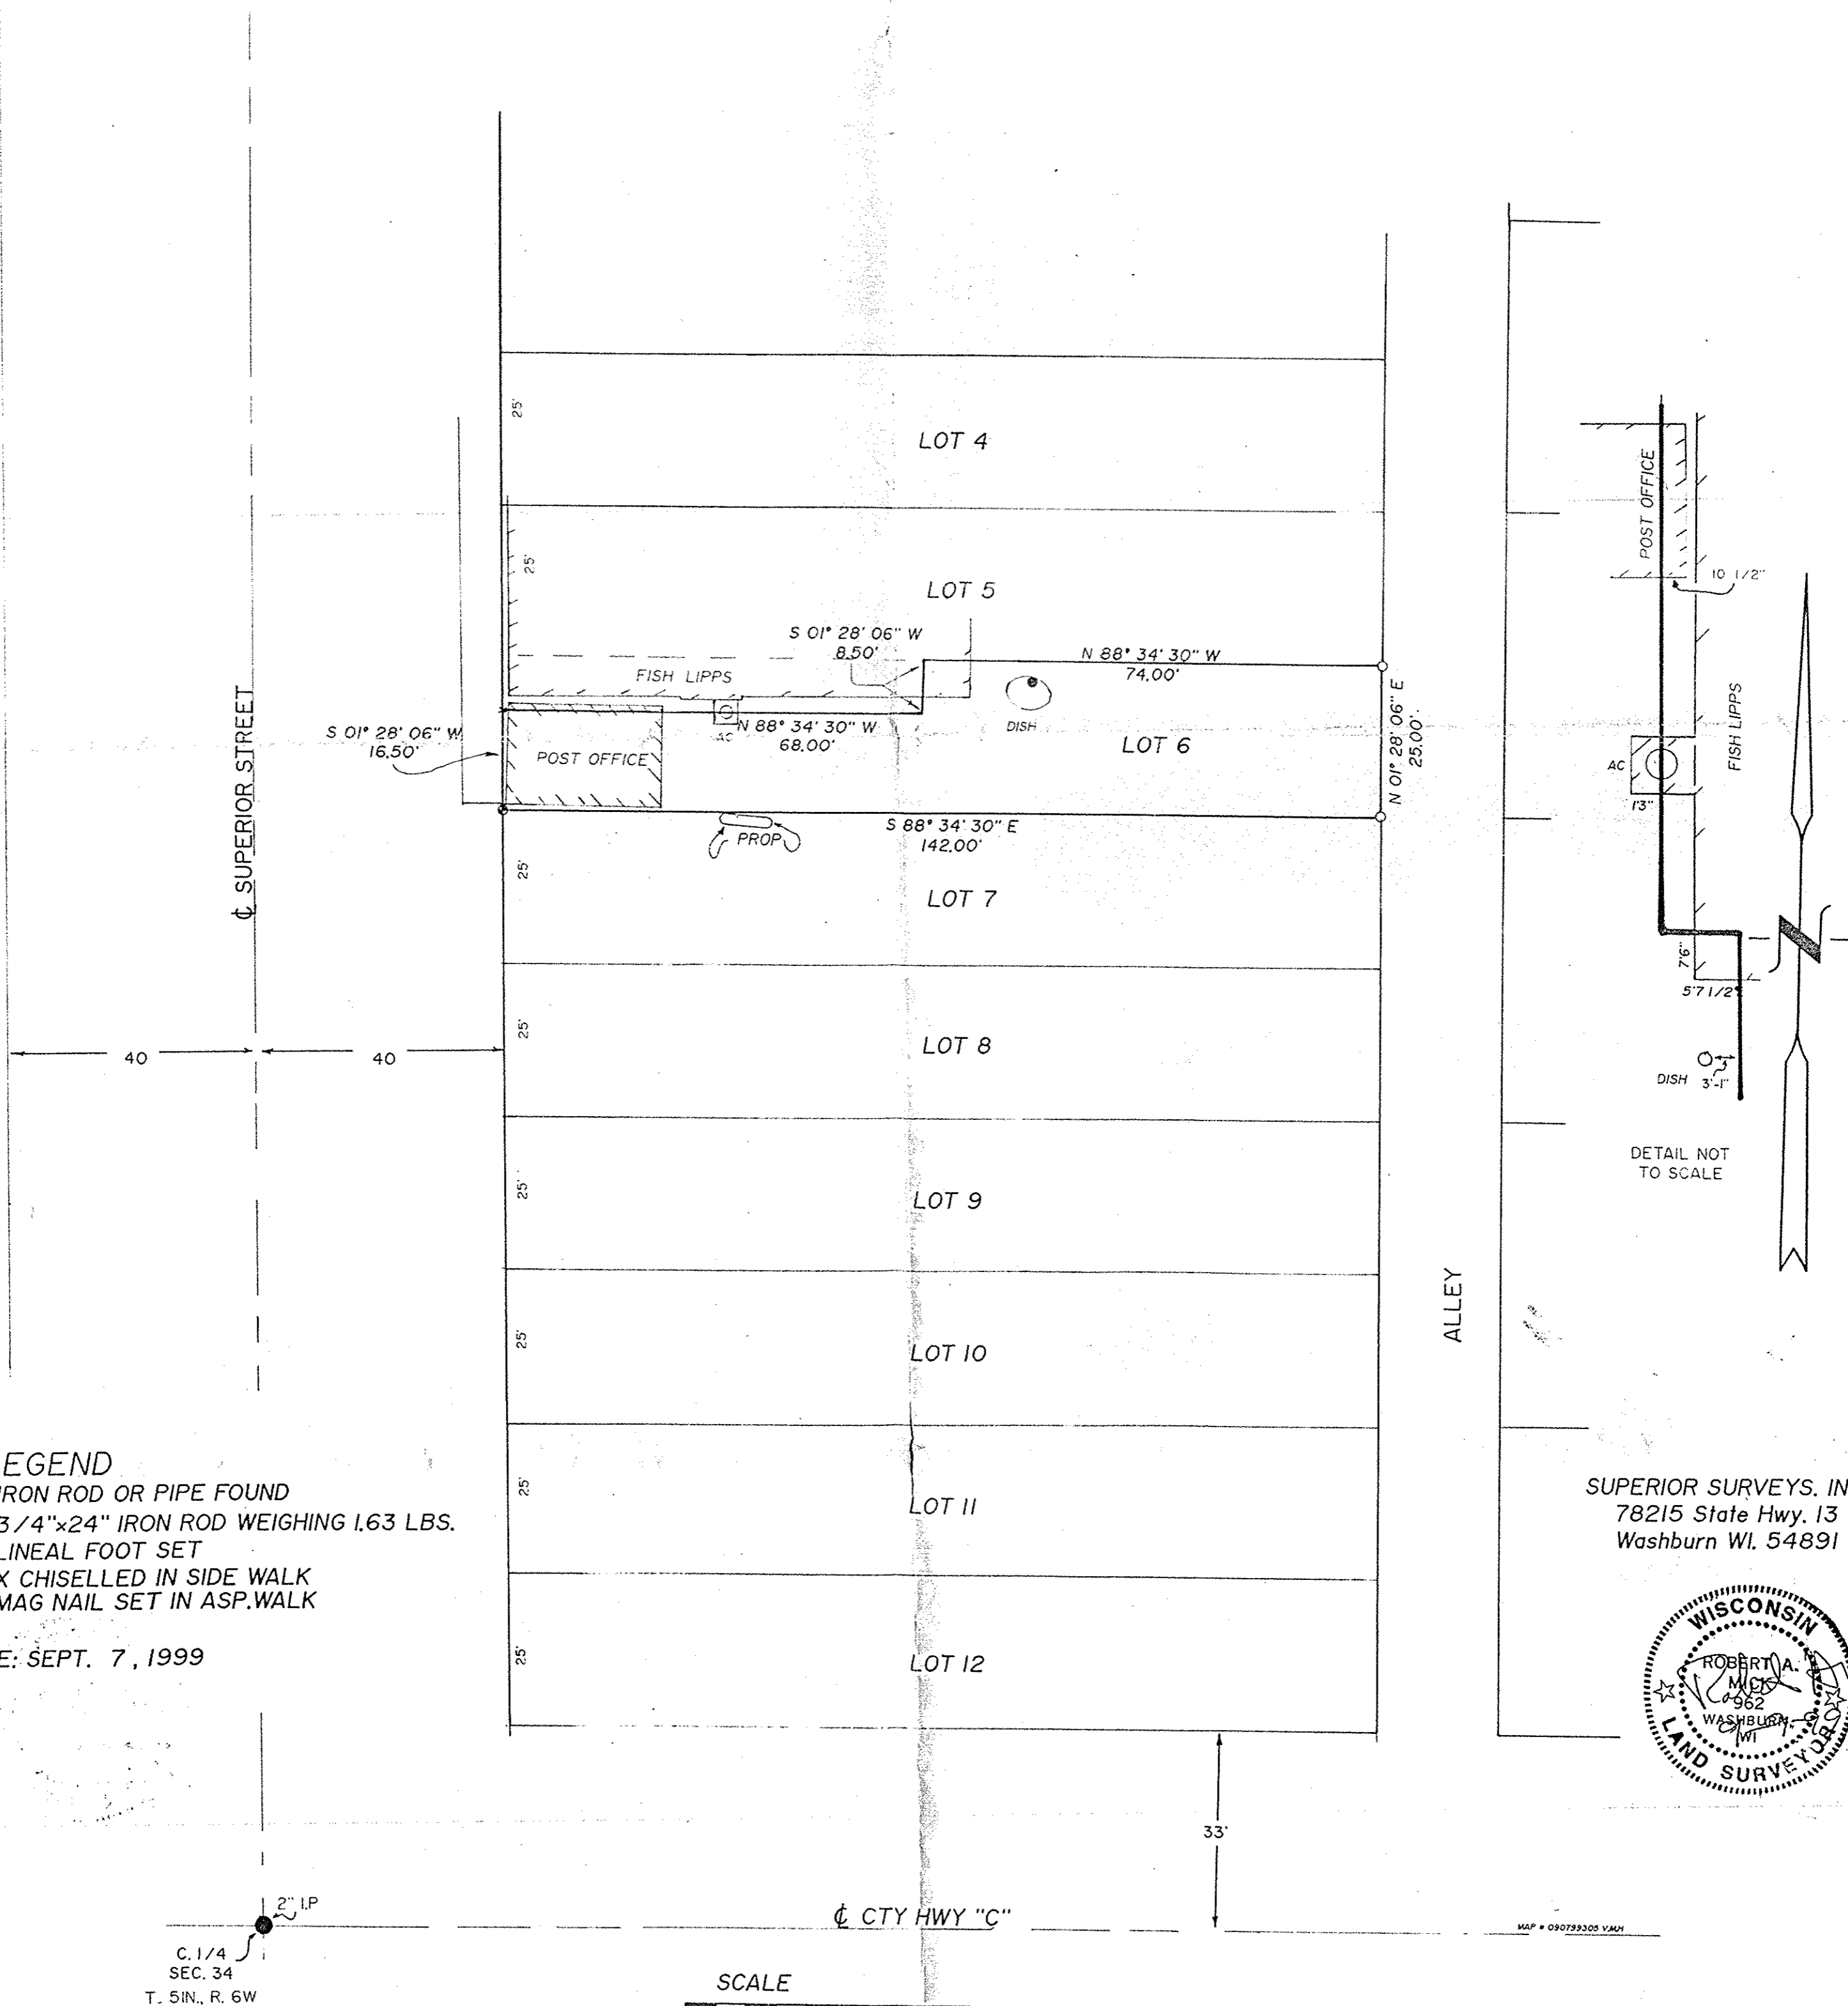 25'
LOT 4
25'
LOT 5
S 01° 28' 06" W
8.50'
N 88° 34' 30" W
74.00'
FISH LIPPS
DISH
AC
N 88° 34' 30" W
68.00'
S 01° 28' 06" W
16.50'
POST OFFICE
LOT 6
N 01° 28' 06" E
25.00'
S 88° 34' 30" E
142.00'
PROP
℄ SUPERIOR STREET
25'
LOT 7
25'
LOT 8
40
40
25'
LOT 9
25'
LOT 10
25'
LOT 11
25'
LOT 12
ALLEY
POST OFFICE
10 1/2"
FISH LIPPS
AC
1'3"
7'6"
5'7 1/2"
DISH
3'-1"
N
DETAIL NOT
TO SCALE
EGEND
IRON ROD OR PIPE FOUND
3/4"x24" IRON ROD WEIGHING 1.63 LBS.
LINEAL FOOT SET
X CHISELLED IN SIDE WALK
MAG NAIL SET IN ASP.WALK
E: SEPT. 7, 1999
SUPERIOR SURVEYS. IN
78215 State Hwy. 13
Washburn WI. 54891
WISCONSIN
ROBERT A.
MICK
962
WASHBURN,
WI
LAND SURVEYOR
33'
2" I.P
℄ CTY HWY "C"
MAP # 090799305 V.M.H
C. 1/4
SEC. 34
T. 51N., R. 6W
SCALE